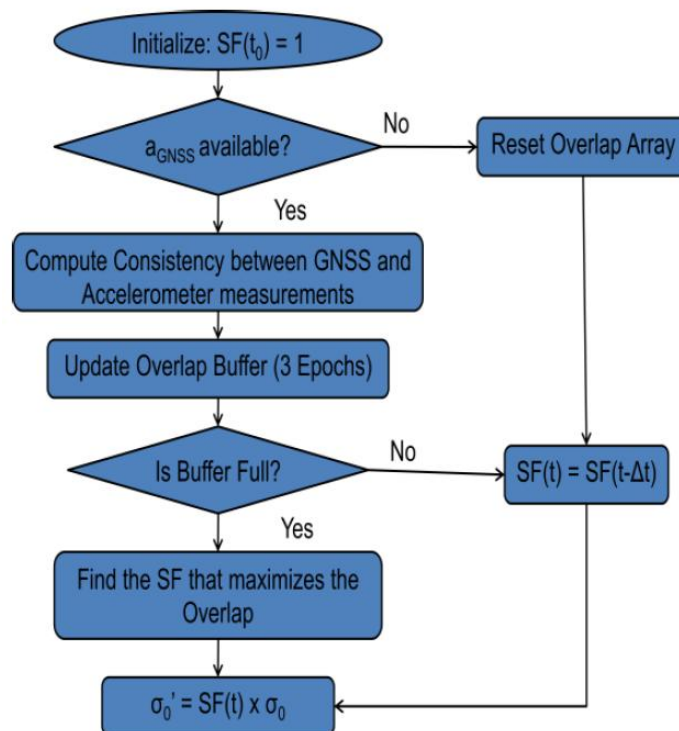 Initialize: SF(t₀) = 1
a_GNSS available?
No
Reset Overlap Array
Yes
Compute Consistency between GNSS and
Accelerometer measurements
Update Overlap Buffer (3 Epochs)
Is Buffer Full?
No
SF(t) = SF(t-Δt)
Yes
Find the SF that maximizes the
Overlap
σ₀' = SF(t) x σ₀